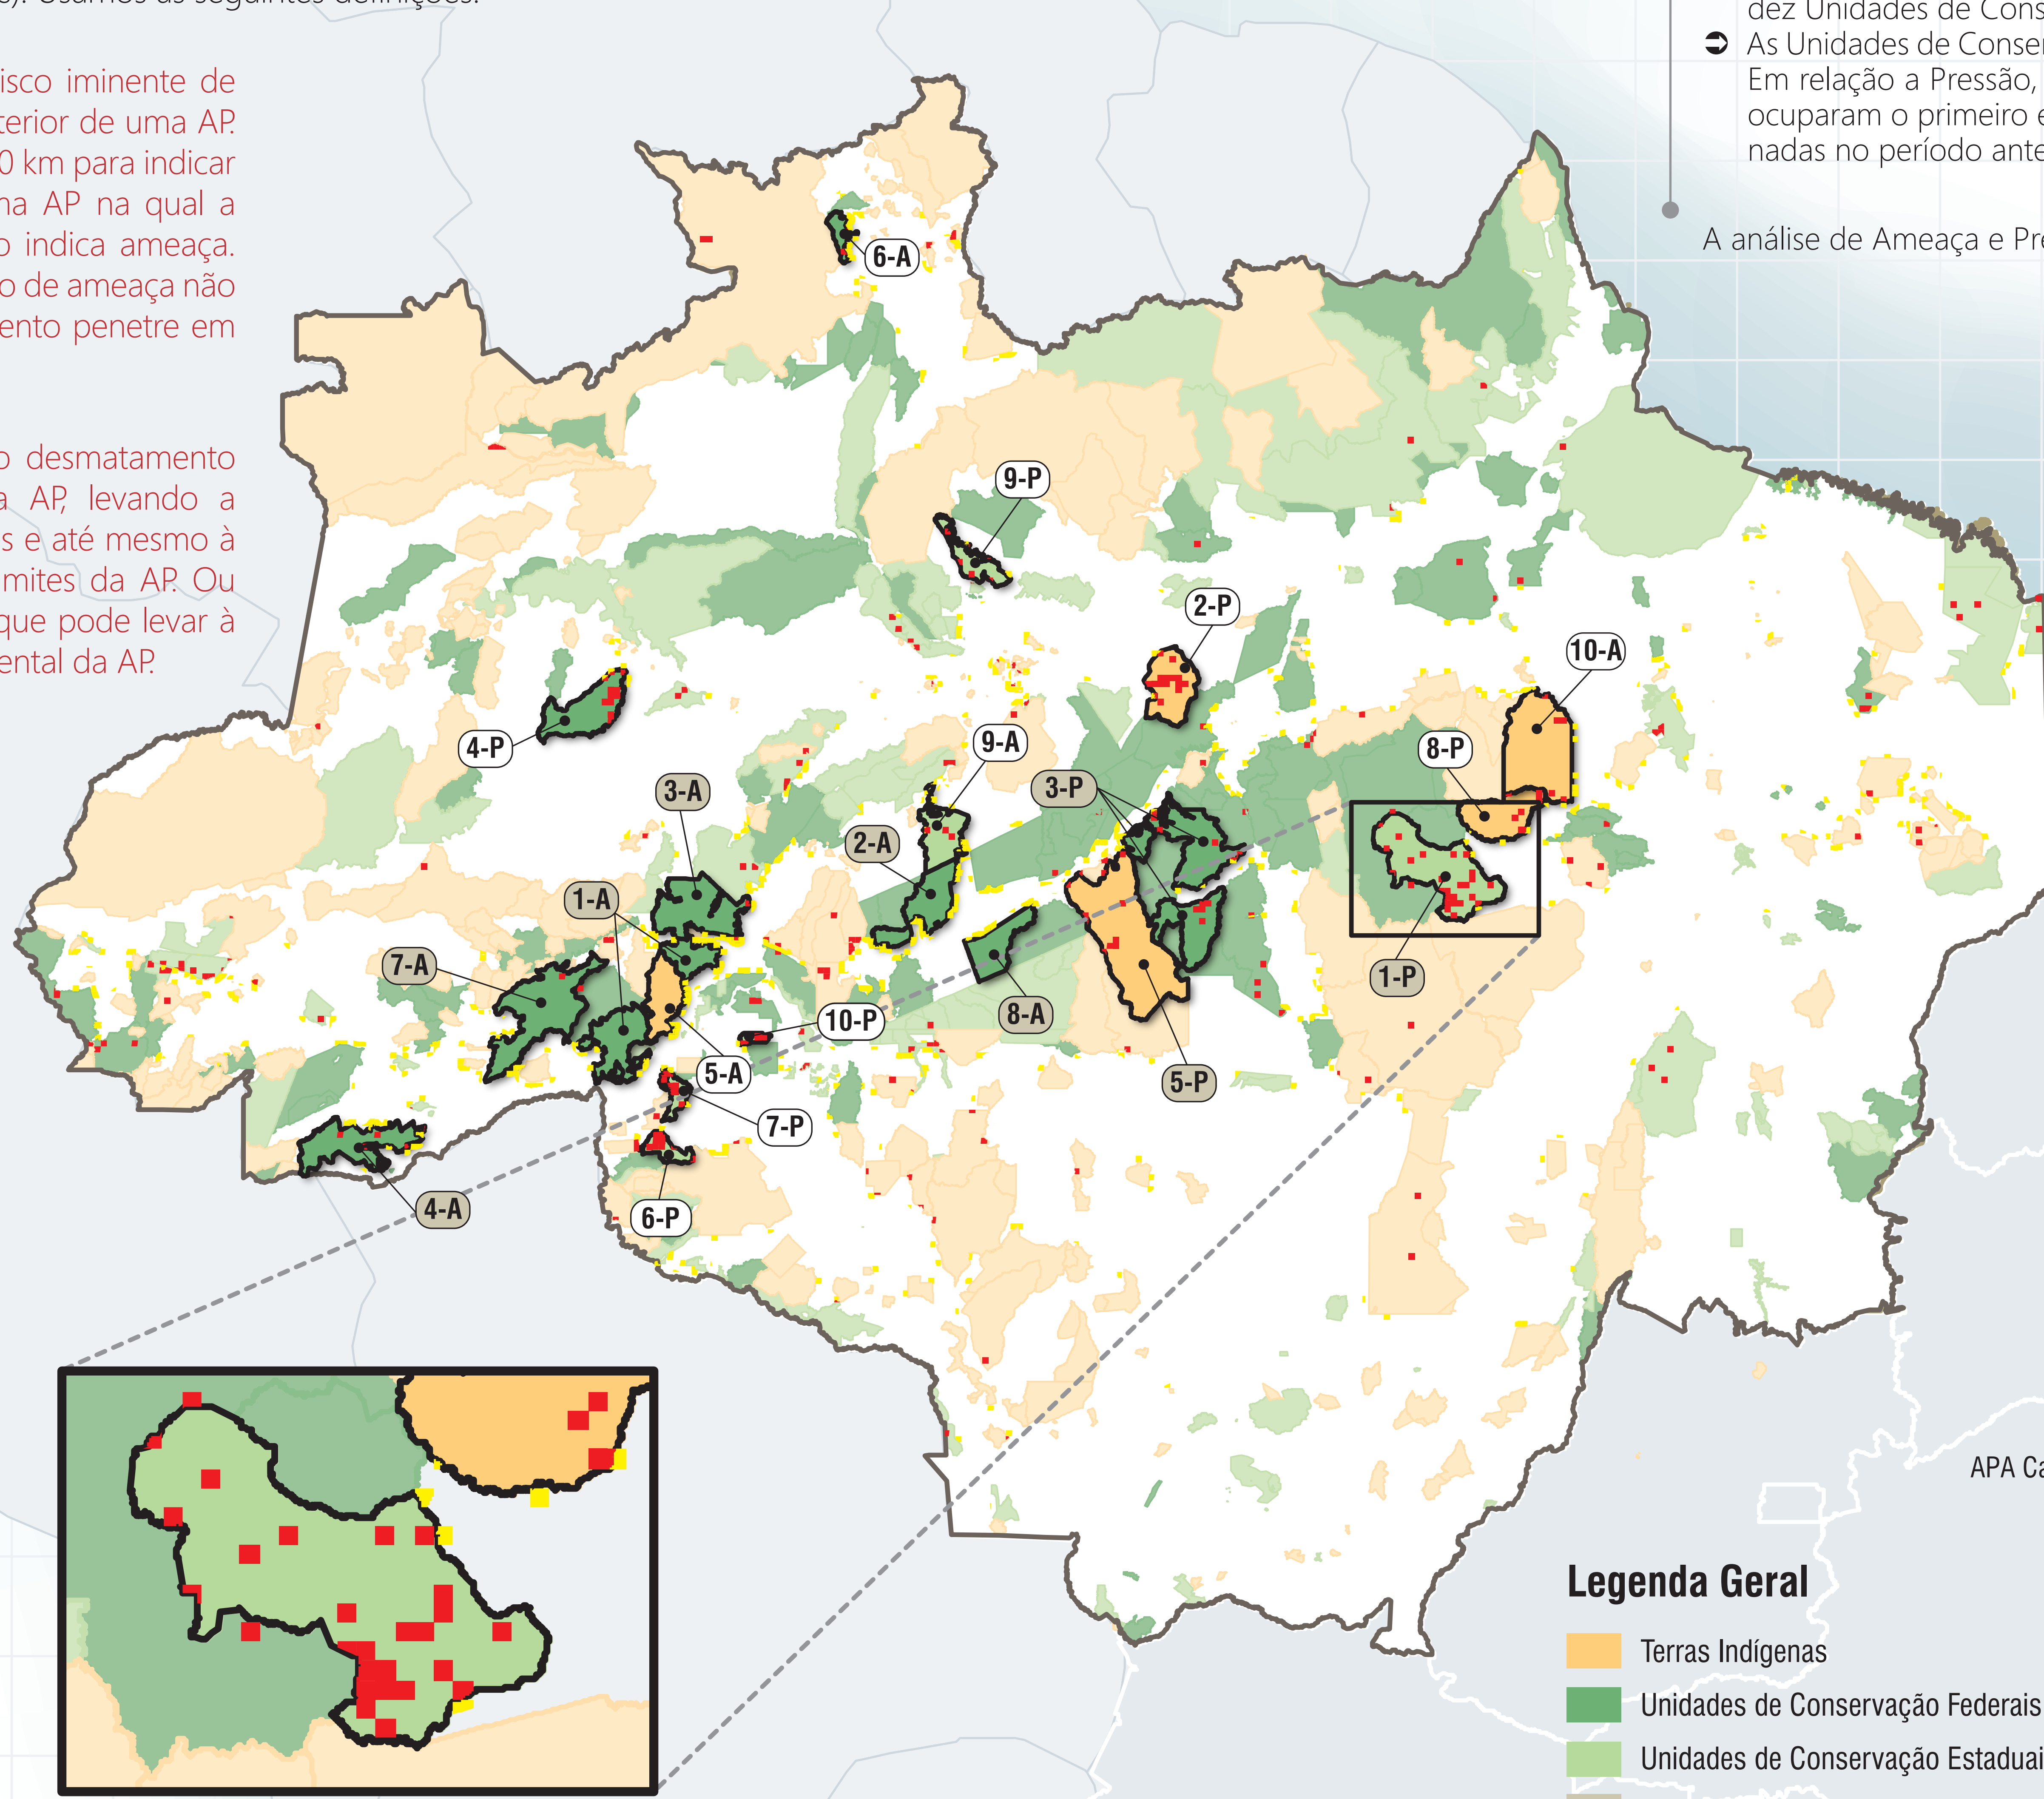 s). Usamos as seguintes definições:
isco iminente de
terior de uma AP.
0 km para indicar
na AP na qual a
o indica ameaça.
o de ameaça não
ento penetre em
o desmatamento
a AP, levando a
s e até mesmo à
mites da AP. Ou
que pode levar à
ental da AP.
dez Unidades de Cons
➲ As Unidades de Conser
Em relação a Pressão,
ocuparam o primeiro e
nadas no período ante
A análise de Ameaça e Pre
6-A
9-P
2-P
10-A
4-P
9-A
8-P
3-A
3-P
2-A
1-A
7-A
1-P
8-A
10-P
5-A
5-P
7-P
4-A
6-P
APA Ca
Legenda Geral
Terras Indígenas
Unidades de Conservação Federais
Unidades de Conservação Estaduai